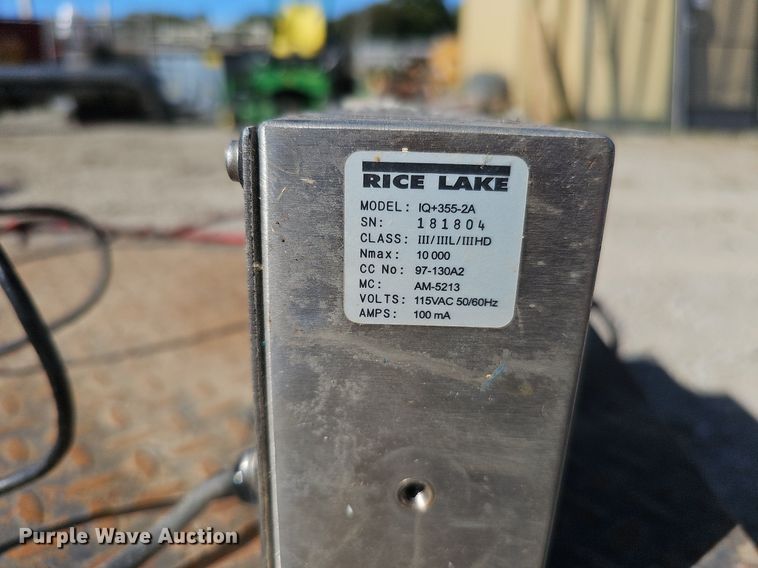 RICE LAKE
MODEL: IQ+355-2A
SN: 181804
CLASS: III/IIIL/IIIHD
Nmax: 10 000
CC No: 97-130A2
MC: AM-5213
VOLTS: 115VAC 50/60Hz
AMPS: 100 mA
Purple Wave Auction